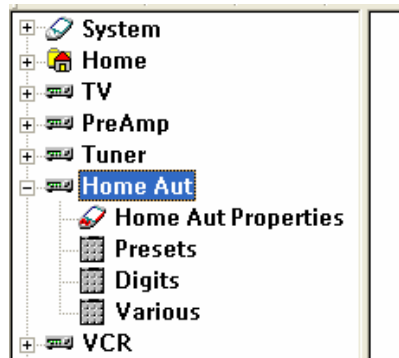 System
Home
TV
PreAmp
Tuner
Home Aut
Home Aut Properties
Presets
Digits
Various
VCR